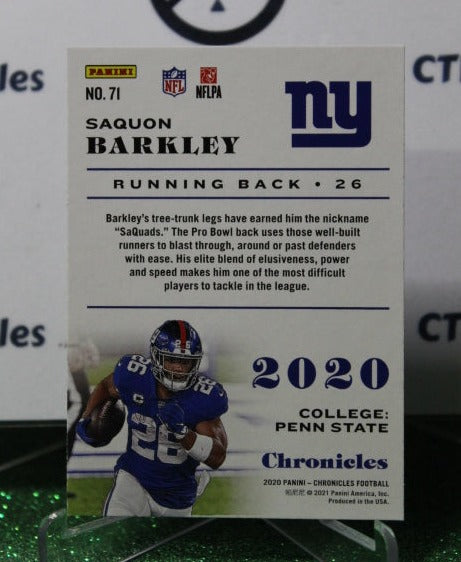 les
CT
PANINI
NO. 71
NFL
NFLPA
ny
SAQUON
BARKLEY
RUNNING BACK • 26
Barkley's tree-trunk legs have earned him the nickname
"SaQuads." The Pro Bowl back uses those well-built
runners to blast through, around or past defenders
with ease. His elite blend of elusiveness, power
and speed makes him one of the most difficult
players to tackle in the league.
les
CT
2020
COLLEGE:
PENN STATE
26
26
Chronicles
2020 PANINI – CHRONICLES FOOTBALL
© 2021 Panini America, Inc.
Produced in the USA.